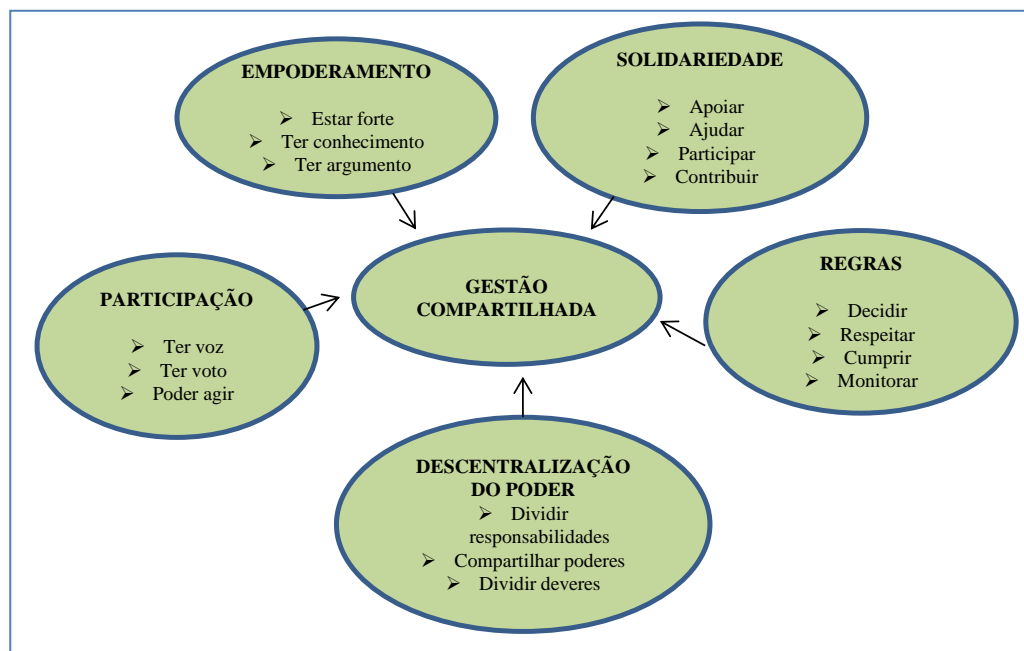 EMPODERAMENTO
➢ Estar forte
➢ Ter conhecimento
➢ Ter argumento
SOLIDARIEDADE
➢ Apoiar
➢ Ajudar
➢ Participar
➢ Contribuir
PARTICIPAÇÃO
➢ Ter voz
➢ Ter voto
➢ Poder agir
GESTÃO
COMPARTILHADA
REGRAS
➢ Decidir
➢ Respeitar
➢ Cumprir
➢ Monitorar
DESCENTRALIZAÇÃO
DO PODER
➢ Dividir
responsabilidades
➢ Compartilhar poderes
➢ Dividir deveres